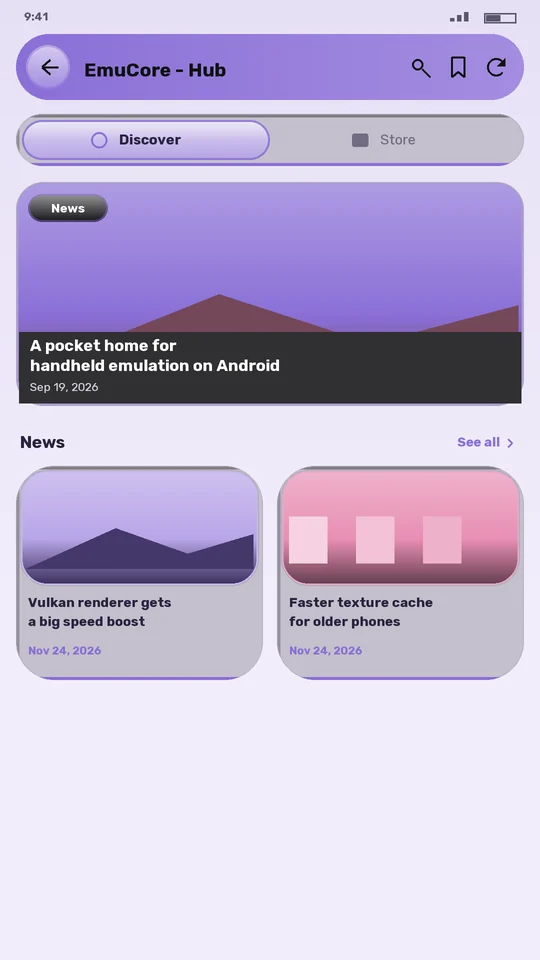 9:41
EmuCore - Hub
Discover
Store
News
A pocket home for
handheld emulation on Android
Sep 19, 2026
News
See all
Vulkan renderer gets
a big speed boost
Nov 24, 2026
Faster texture cache
for older phones
Nov 24, 2026